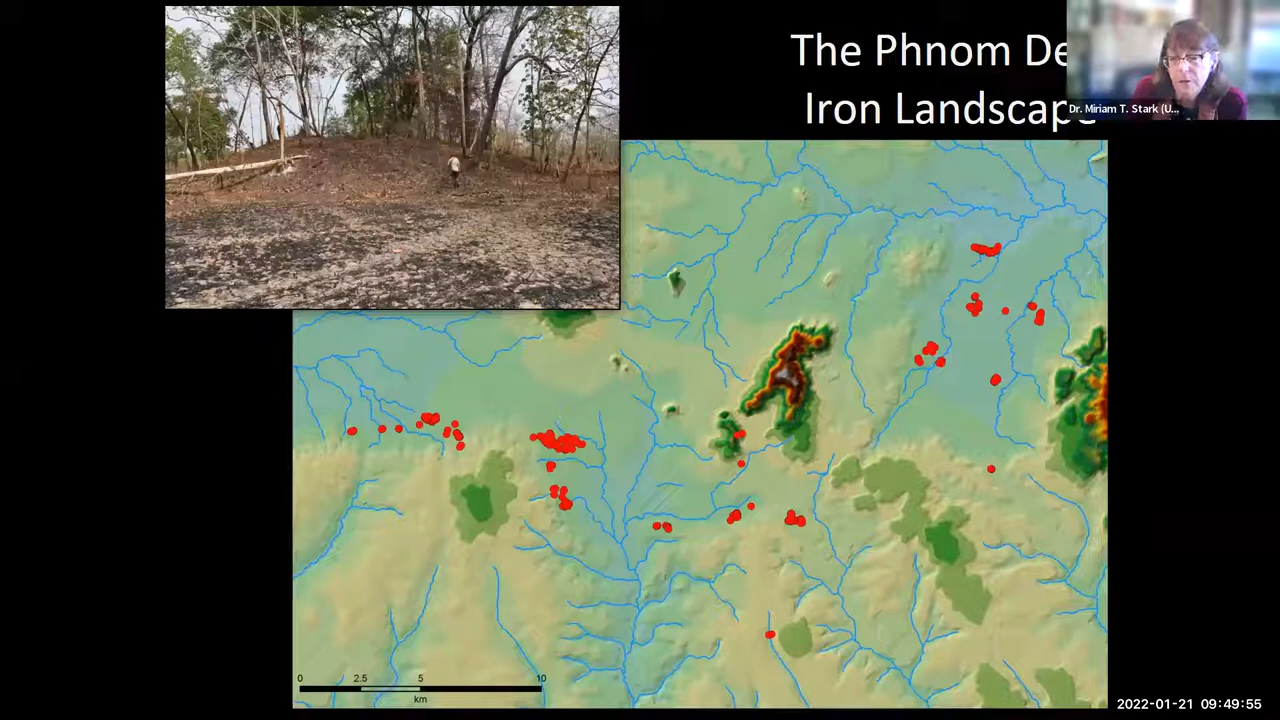 The Phnom De
Iron Landscape
Dr. Miriam T. Stark (U...
0 2.5 5 10
km
2022-01-21 09:49:55